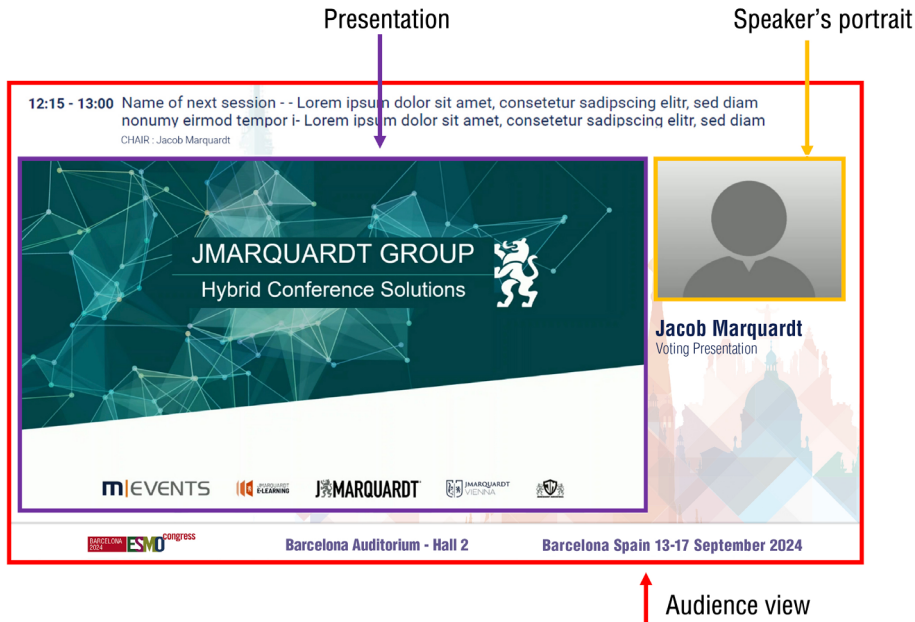 Presentation
Speaker's portrait
12:15 - 13:00 Name of next session - - Lorem ipsum dolor sit amet, consetetur sadipscing elitr, sed diam
nonumy eirmod tempor i- Lorem ipsum dolor sit amet, consetetur sadipscing elitr, sed diam
CHAIR : Jacob Marquardt
JMARQUARDT GROUP
Hybrid Conference Solutions
Jacob Marquardt
Voting Presentation
m|EVENTS
JMARQUARDT
E-LEARNING
JMARQUARDT
JMARQUARDT
VIENNA
BARCELONA
2024
ESMO congress
Barcelona Auditorium - Hall 2
Barcelona Spain 13-17 September 2024
Audience view